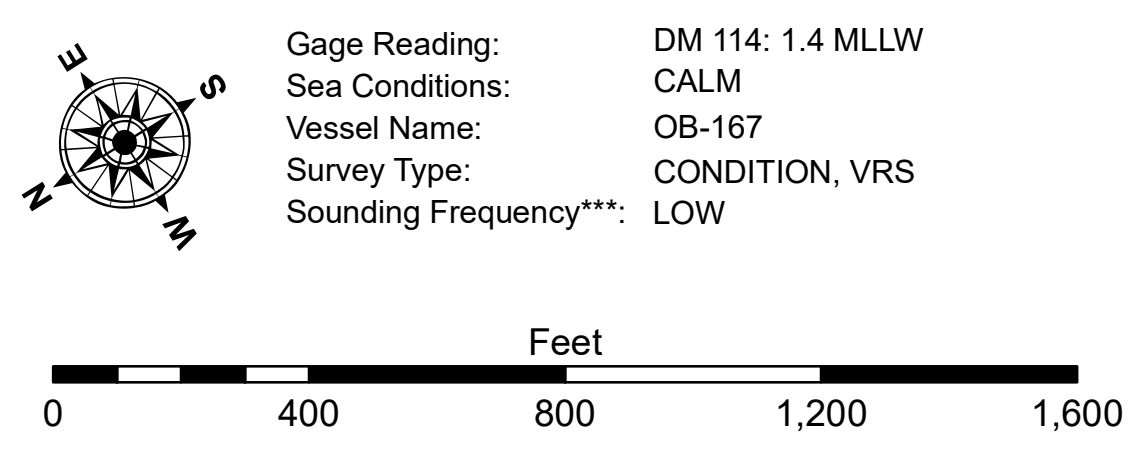 E
S
N
W
Gage Reading: DM 114: 1.4 MLLW
Sea Conditions: CALM
Vessel Name: OB-167
Survey Type: CONDITION, VRS
Sounding Frequency***: LOW
Feet
0 400 800 1,200 1,600